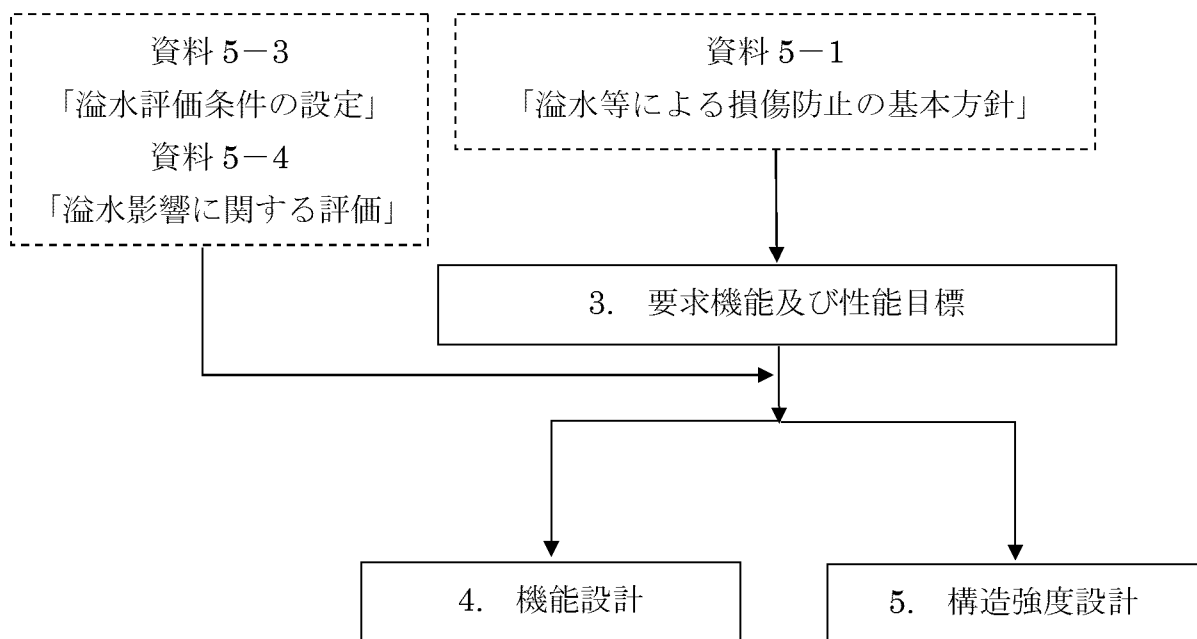 資料 5-3
「溢水評価条件の設定」
資料 5-4
「溢水影響に関する評価」
資料 5-1
「溢水等による損傷防止の基本方針」
3. 要求機能及び性能目標
4. 機能設計
5. 構造強度設計